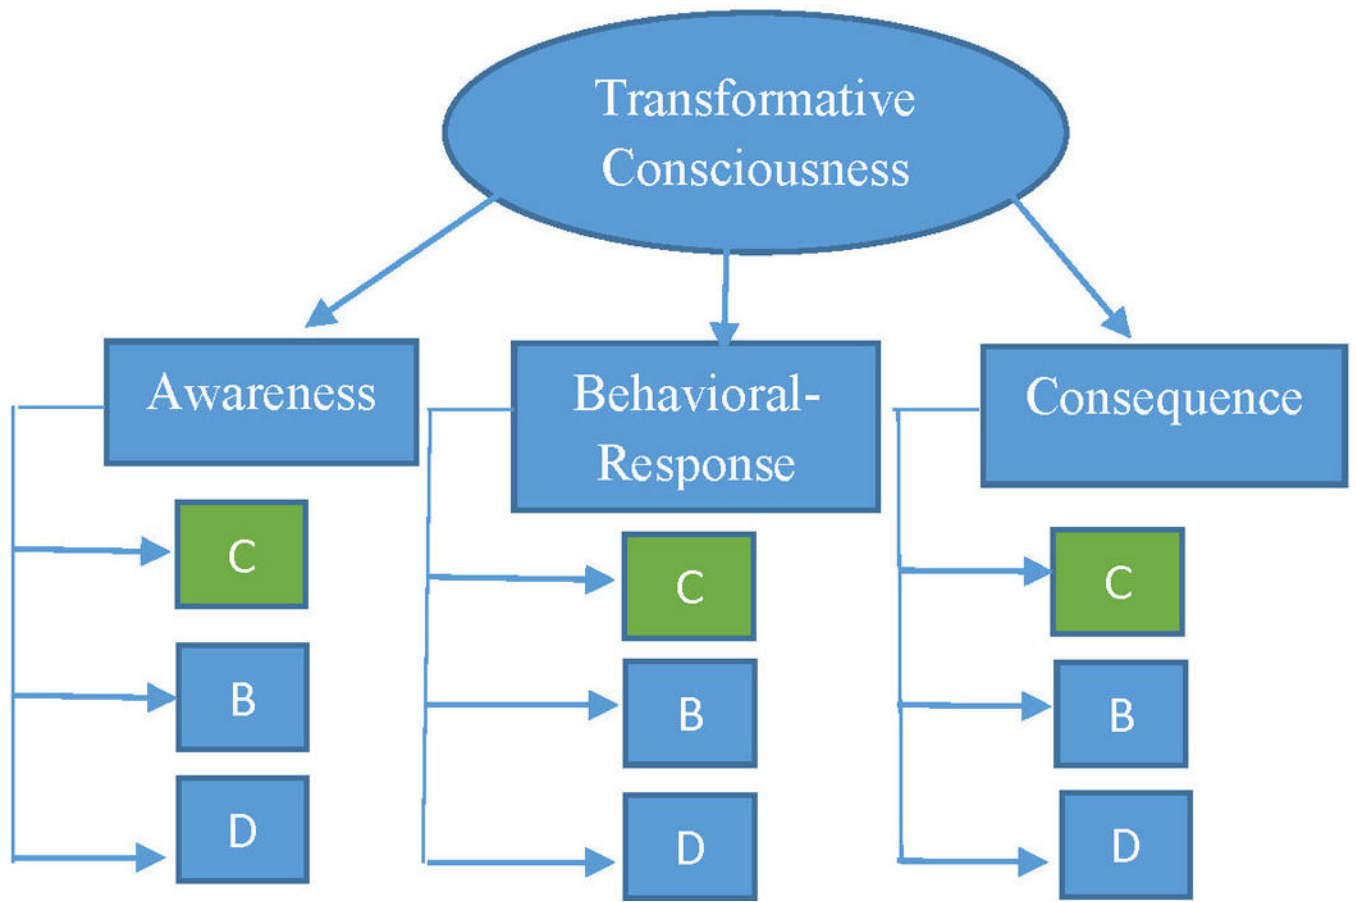 Transformative
Consciousness
Awareness
Behavioral-
Response
Consequence
C
B
D
C
B
D
C
B
D